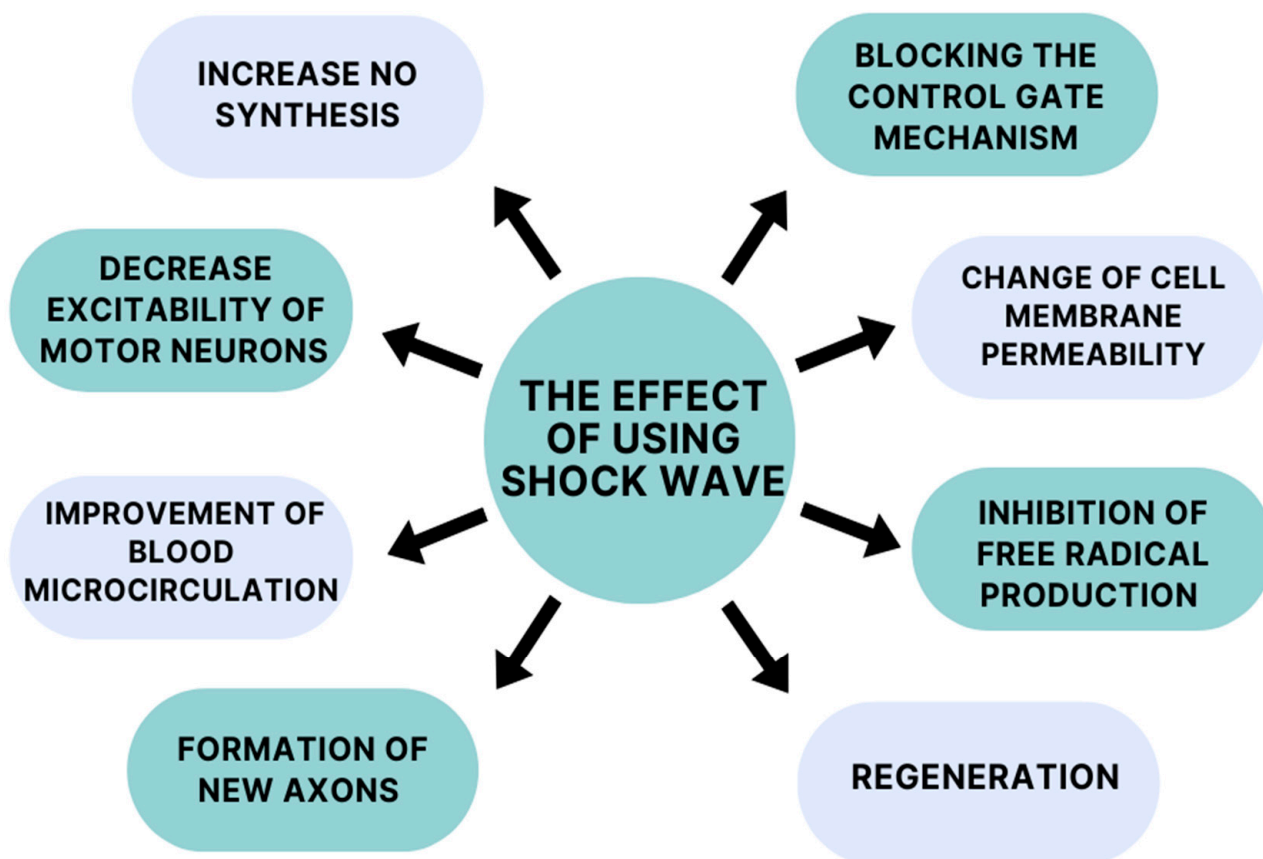 INCREASE NO
SYNTHESIS
BLOCKING THE
CONTROL GATE
MECHANISM
DECREASE
EXCITABILITY OF
MOTOR NEURONS
CHANGE OF CELL
MEMBRANE
PERMEABILITY
THE EFFECT
OF USING
SHOCK WAVE
IMPROVEMENT OF
BLOOD
MICROCIRCULATION
INHIBITION OF
FREE RADICAL
PRODUCTION
FORMATION OF
NEW AXONS
REGENERATION